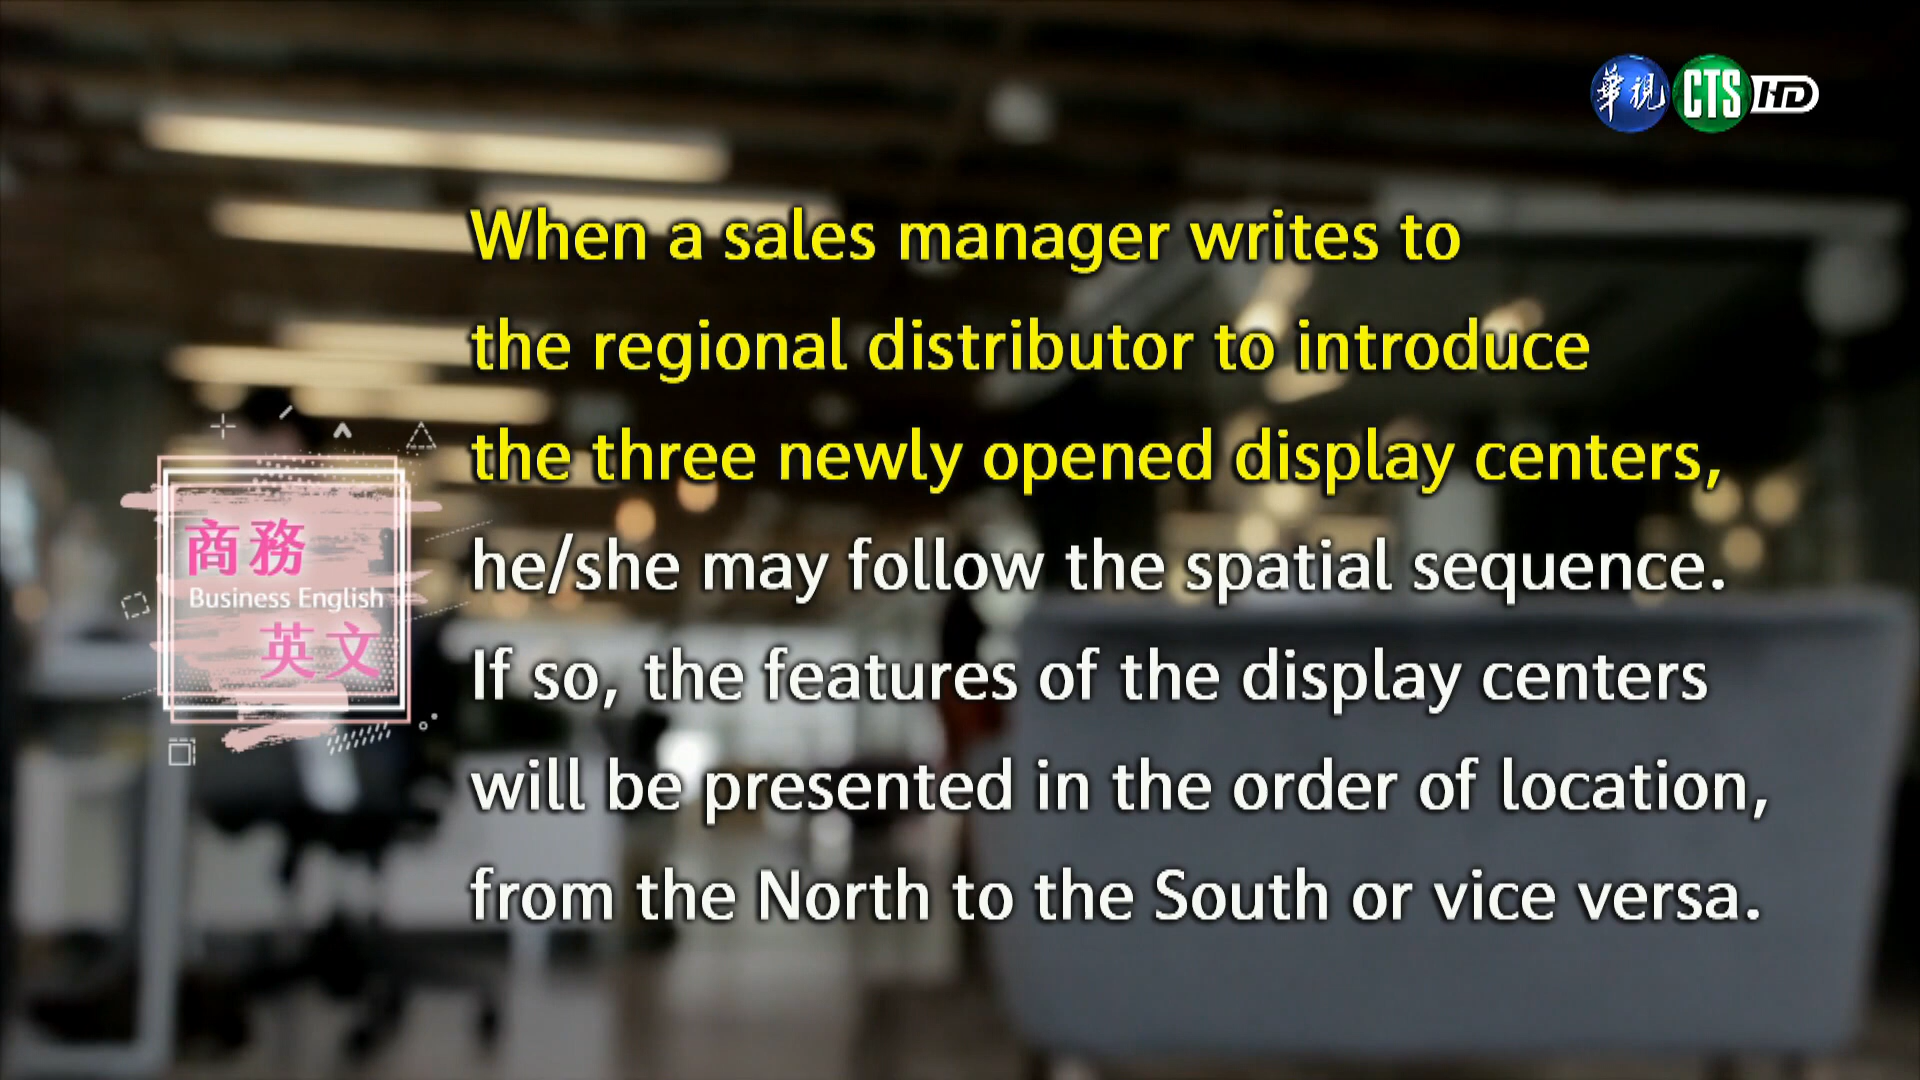 華視 CTS HD
When a sales manager writes to
the regional distributor to introduce
the three newly opened display centers,
he/she may follow the spatial sequence.
If so, the features of the display centers
will be presented in the order of location,
from the North to the South or vice versa.
商務
Business English
英文